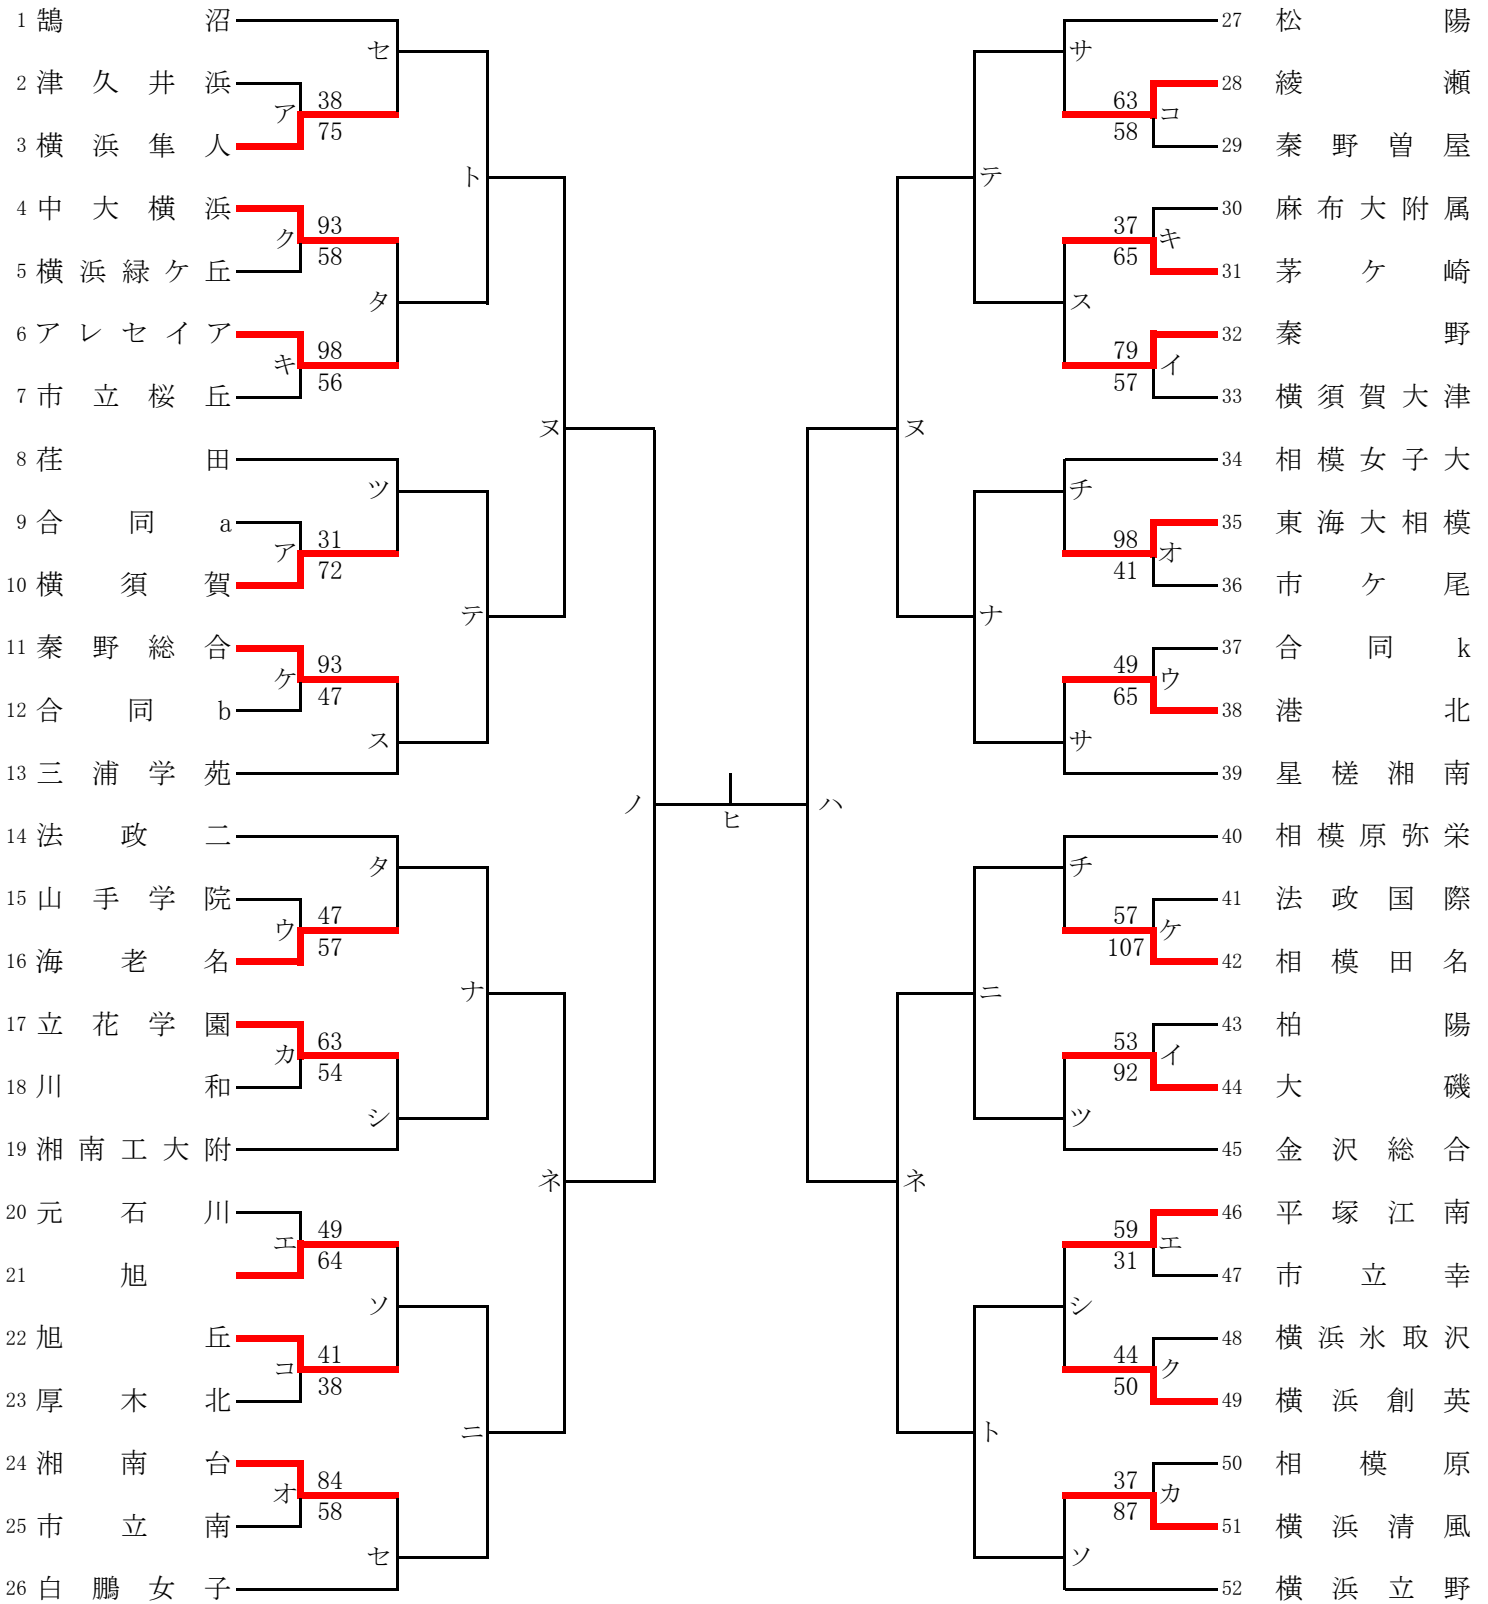 1 鵠沼
セ
2 津久井浜
ア 38
75
3 横浜隼人
ト
4 中大横浜
ク 93
58
5 横浜緑ケ丘
タ
6 アレセイア
キ 98
56
7 市立桜丘
ヌ
8 荏田
ツ
9 合同a
ア 31
72
10 横須賀
テ
11 秦野総合
ケ 93
47
12 合同b
ス
13 三浦学苑
ノ
14 法政二
タ
15 山手学院
ウ 47
57
16 海老名
ナ
17 立花学園
カ 63
54
18 川和
シ
19 湘南工大附
ネ
20 元石川
エ 49
64
21 旭
ソ
22 旭丘
コ 41
38
23 厚木北
ニ
24 湘南台
オ 84
58
25 市立南
セ
26 白鵬女子
ヒ
27 松陽
サ
28 綾瀬
63 コ
58
29 秦野曽屋
テ
30 麻布大附属
37 キ
65
31 茅ケ崎
ス
32 秦野
79 イ
57
33 横須賀大津
ヌ
34 相模女子大
チ
35 東海大相模
98 オ
41
36 市ケ尾
ナ
37 合同k
49 ウ
65
38 港北
サ
39 星槎湘南
ハ
40 相模原弥栄
チ
41 法政国際
57 ケ
107
42 相模田名
ニ
43 柏陽
53 イ
92
44 大磯
ツ
45 金沢総合
ネ
46 平塚江南
59 エ
31
47 市立幸
シ
48 横浜氷取沢
44 ク
50
49 横浜創英
ト
50 相模原
37 カ
87
51 横浜清風
ソ
52 横浜立野